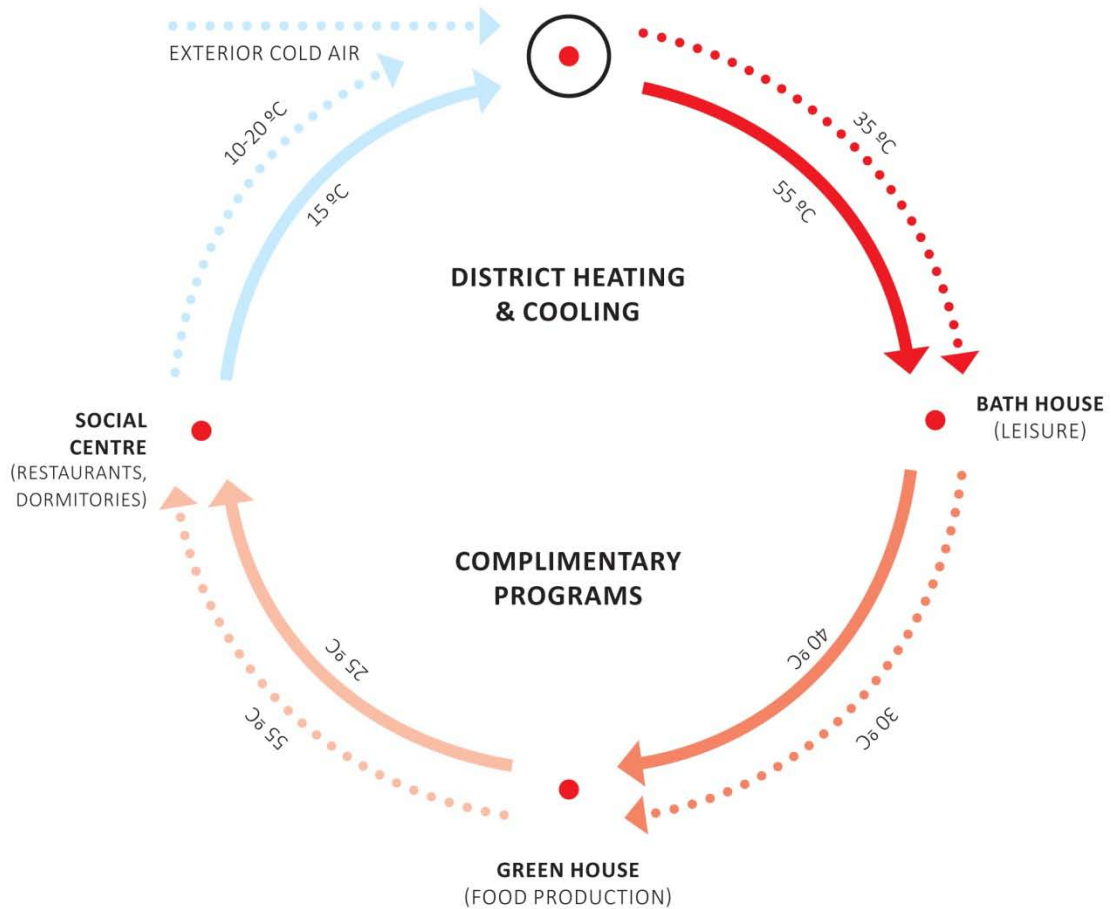 EXTERIOR COLD AIR
10-20 ºC
15 ºC
35 ºC
55 ºC
DISTRICT HEATING
& COOLING
SOCIAL
CENTRE
(RESTAURANTS,
DORMITORIES)
BATH HOUSE
(LEISURE)
COMPLIMENTARY
PROGRAMS
25 ºC
55 ºC
40 ºC
30 ºC
GREEN HOUSE
(FOOD PRODUCTION)